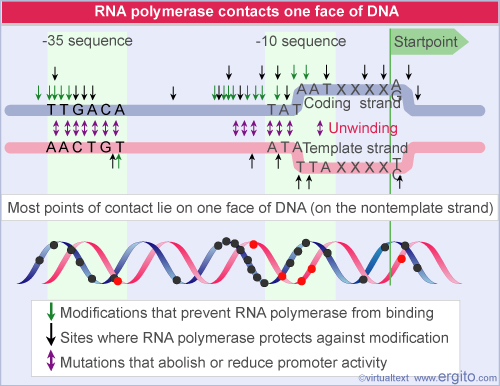 RNA polymerase contacts one face of DNA
-35 sequence
-10 sequence
Startpoint
TTGACA
TAT
AATXXXX
A
G
Coding strand
Unwinding
AACTGT
ATA
Template strand
TTAXXXX
T
C
Most points of contact lie on one face of DNA (on the nontemplate strand)
Modifications that prevent RNA polymerase from binding
Sites where RNA polymerase protects against modification
Mutations that abolish or reduce promoter activity
©virtualtext www.ergito.com